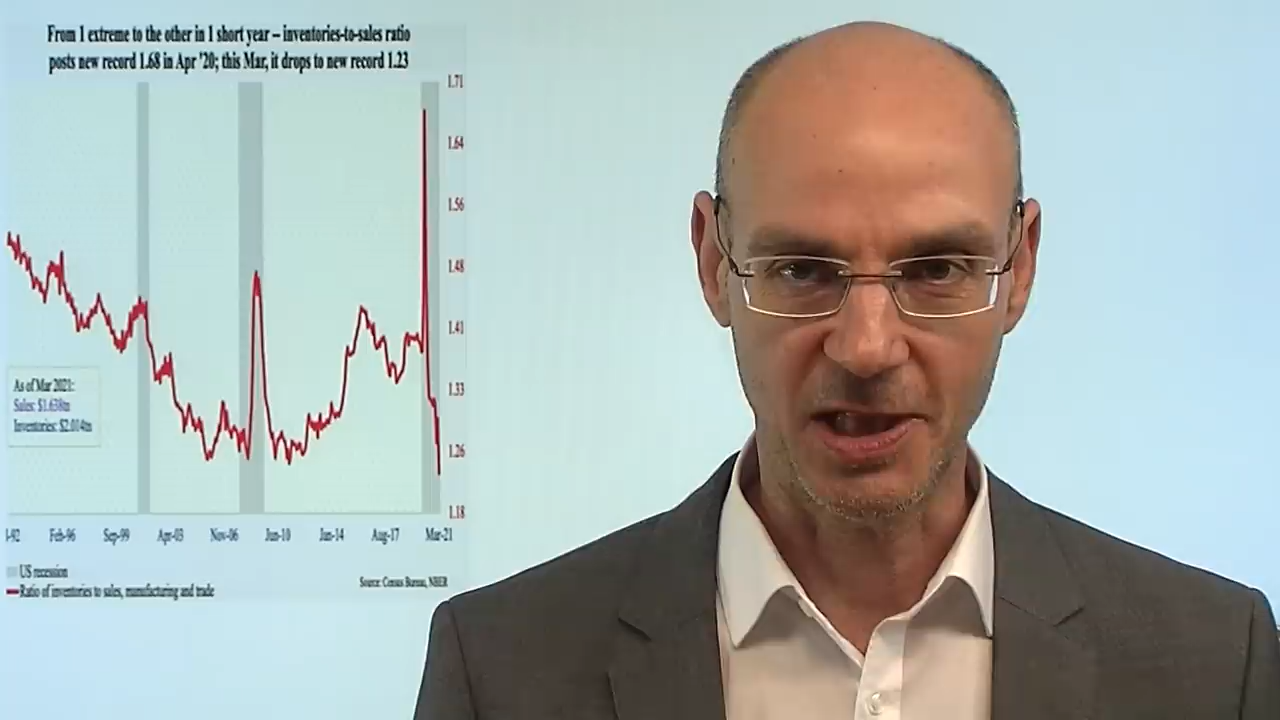 From 1 extreme to the other in 1 short year – inventories-to-sales ratio
posts new record 1.68 in Apr '20; this Mar, it drops to new record 1.23
1.71
1.64
1.56
1.48
1.41
1.33
1.26
1.18
As of Mar 2021:
Sales: $1.638tn
Inventories: $2.014tn
-92 Feb-96 Sep-99 Apr-03 Nov-06 Jun-10 Jan-14 Aug-17 Mar-21
US recession
Ratio of inventories to sales, manufacturing and trade
Source: Census Bureau, NBER